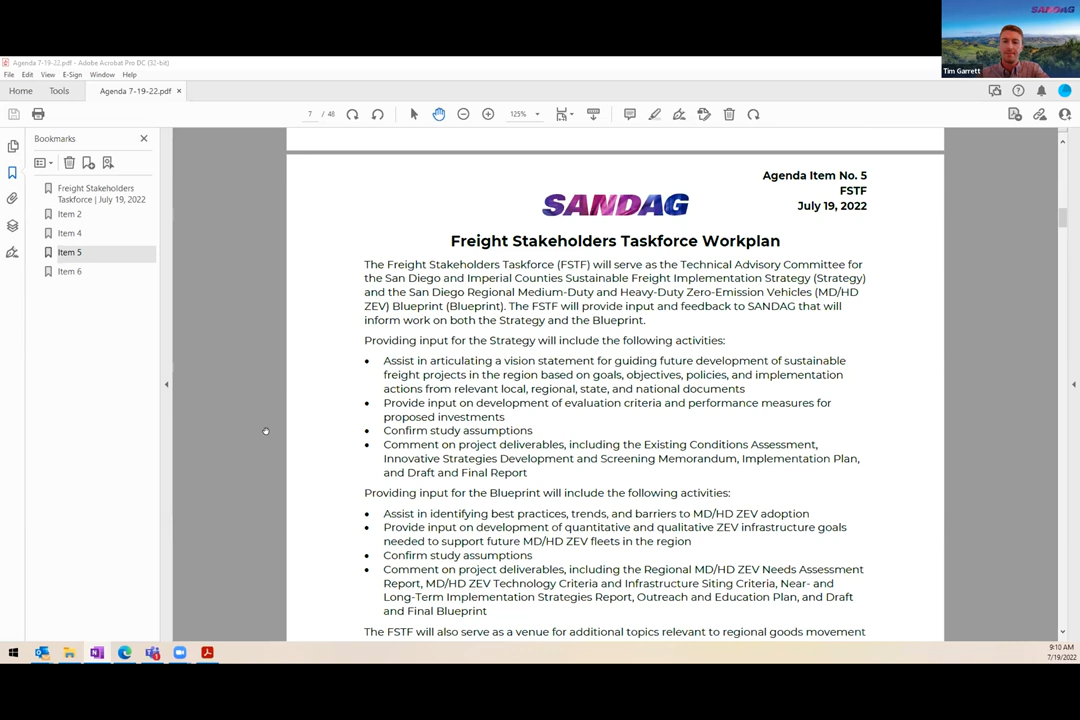 SANDAG
Tim Garrett
Agenda 7-19-22.pdf - Adobe Acrobat Pro DC (32-bit)
File Edit View E-Sign Window Help
Home Tools Agenda 7-19-22.pdf ×
7 / 48 125%
Bookmarks
Freight Stakeholders
Taskforce | July 19, 2022
Item 2
Item 4
Item 5
Item 6
Agenda Item No. 5
FSTF
July 19, 2022
SANDAG
Freight Stakeholders Taskforce Workplan
The Freight Stakeholders Taskforce (FSTF) will serve as the Technical Advisory Committee for
the San Diego and Imperial Counties Sustainable Freight Implementation Strategy (Strategy)
and the San Diego Regional Medium-Duty and Heavy-Duty Zero-Emission Vehicles (MD/HD
ZEV) Blueprint (Blueprint). The FSTF will provide input and feedback to SANDAG that will
inform work on both the Strategy and the Blueprint.
Providing input for the Strategy will include the following activities:
• Assist in articulating a vision statement for guiding future development of sustainable
freight projects in the region based on goals, objectives, policies, and implementation
actions from relevant local, regional, state, and national documents
• Provide input on development of evaluation criteria and performance measures for
proposed investments
• Confirm study assumptions
• Comment on project deliverables, including the Existing Conditions Assessment,
Innovative Strategies Development and Screening Memorandum, Implementation Plan,
and Draft and Final Report
Providing input for the Blueprint will include the following activities:
• Assist in identifying best practices, trends, and barriers to MD/HD ZEV adoption
• Provide input on development of quantitative and qualitative ZEV infrastructure goals
needed to support future MD/HD ZEV fleets in the region
• Confirm study assumptions
• Comment on project deliverables, including the Regional MD/HD ZEV Needs Assessment
Report, MD/HD ZEV Technology Criteria and Infrastructure Siting Criteria, Near- and
Long-Term Implementation Strategies Report, Outreach and Education Plan, and Draft
and Final Blueprint
The FSTF will also serve as a venue for additional topics relevant to regional goods movement
9:10 AM
7/19/2022